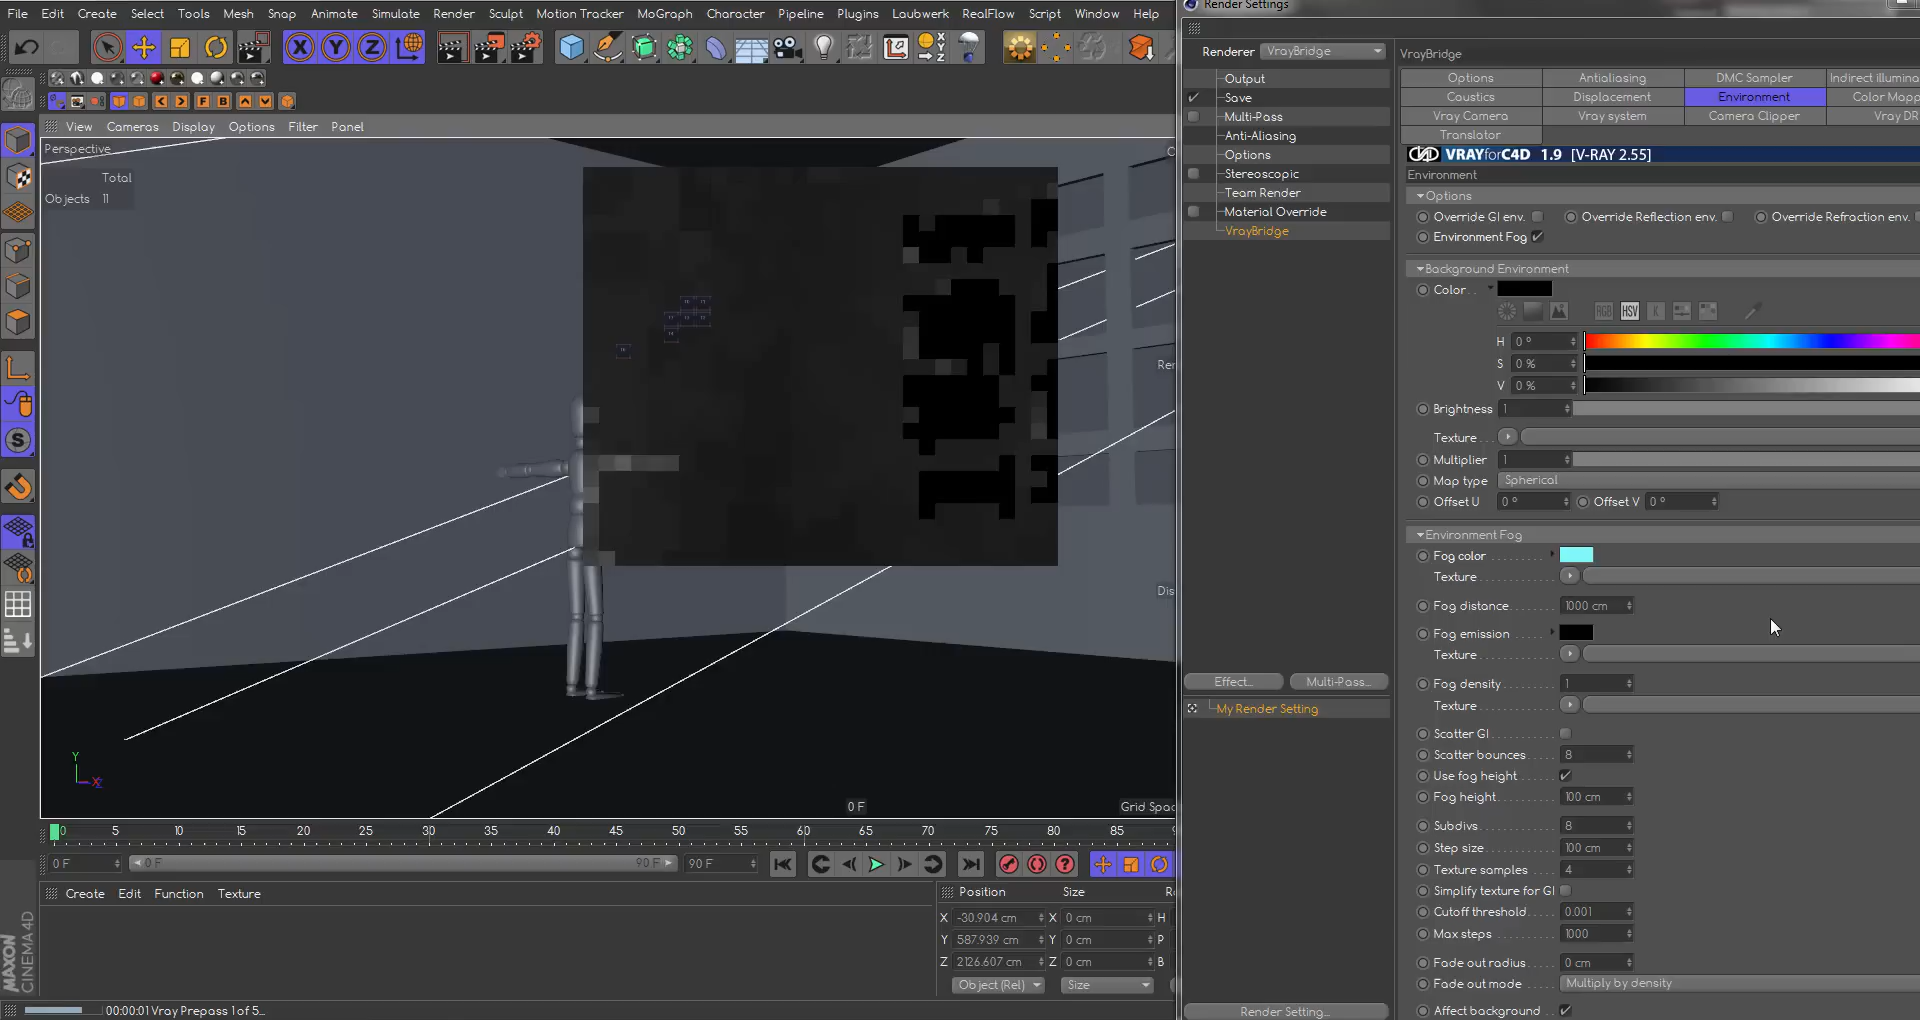 File Edit Create Select Tools Mesh Snap Animate Simulate Render Sculpt Motion Tracker MoGraph Character Pipeline Plugins Laubwerk RealFlow Script Window Help
Render Settings
X Y Z
F B
View Cameras Display Options Filter Panel
Perspective
Total
Objects 11
Renderer VrayBridge
Output
Save
Multi-Pass
Anti-Aliasing
Options
Stereoscopic
Team Render
Material Override
VrayBridge
Effect... Multi-Pass...
My Render Setting
Render Setting...
VrayBridge
Options Antialiasing DMC Sampler Indirect illumina
Caustics Displacement Environment Color Mapp
Vray Camera Vray system Camera Clipper Vray DR
Translator
VRAYforC4D 1.9 [V-RAY 2.55]
Environment
Options
Override GI env. Override Reflection env. Override Refraction env.
Environment Fog
Background Environment
Color
RGB HSV K
H 0 °
S 0 %
V 0 %
Brightness 1
Texture
Multiplier 1
Map type Spherical
Offset U 0 ° Offset V 0 °
Environment Fog
Fog color
Texture
Fog distance 1000 cm
Fog emission
Texture
Fog density 1
Texture
Scatter GI
Scatter bounces 8
Use fog height
Fog height 100 cm
Subdivs 8
Step size 100 cm
Texture samples 4
Simplify texture for GI
Cutoff threshold 0.001
Max steps 1000
Fade out radius 0 cm
Fade out mode Multiply by density
Affect background
Ren
Dis
Y
X
0 F Grid Spac
0 5 10 15 20 25 30 35 40 45 50 55 60 65 70 75 80 85
0 F 0 F 90 F 90 F
Create Edit Function Texture
Position Size
X -30.904 cm X 0 cm H
Y 587.939 cm Y 0 cm P
Z 2126.607 cm Z 0 cm B
Object (Rel) Size
MAXON
CINEMA 4D
00:00:01 Vray Prepass 1 of 5...